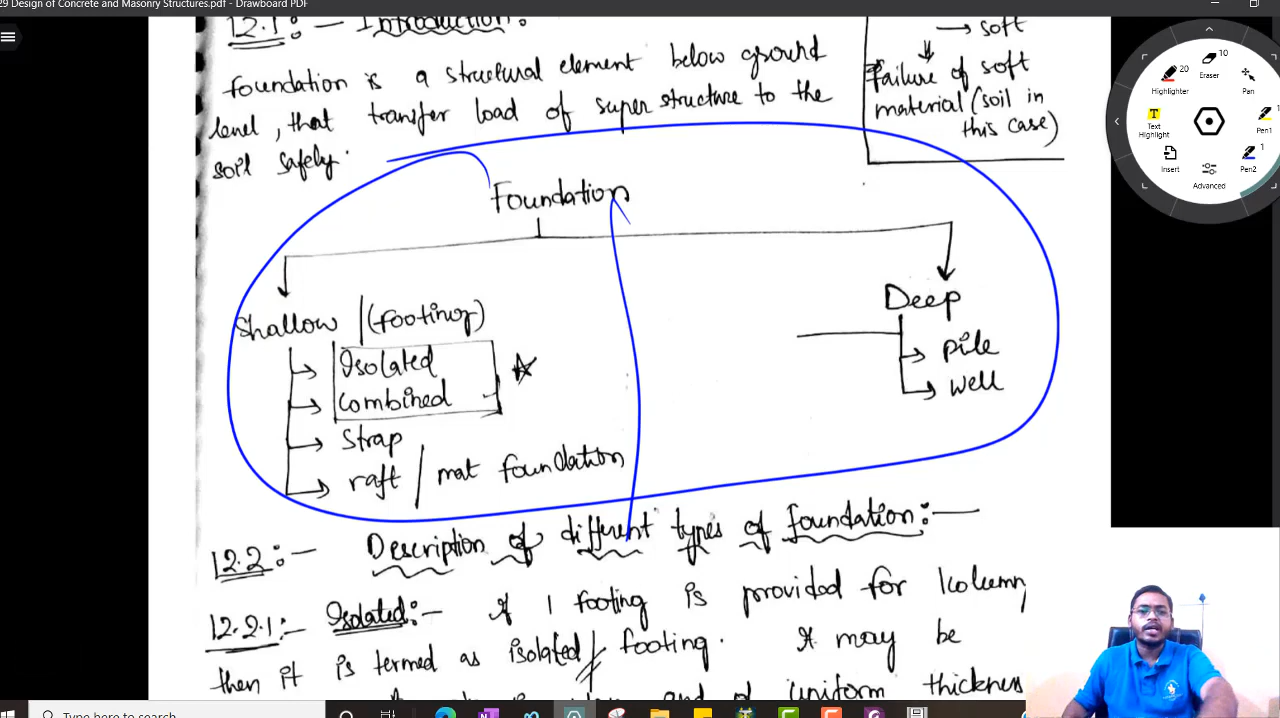 29 Design of Concrete and Masonry Structures.pdf - Drawboard PDF
12.1:- Introduction:
foundation is a structural element below ground
level, that transfer load of super structure to the
soil safely.
→ soft
failure of soft
material (soil in
this case)
Foundation
Shallow /(footing)
→ Isolated
→ Combined
→ Strap
→ raft / mat foundation
Deep
→ pile
→ well
12.2:- Description of different types of foundation:-
12.2.1:- Isolated:- If 1 footing is provided for 1column,
then it is termed as isolated footing. It may be
and of uniform thickness
10
Eraser
20
Highlighter
Pan
T
Text
Highlight
1
Pen1
Insert
Advanced
1
Pen2
Type here to search